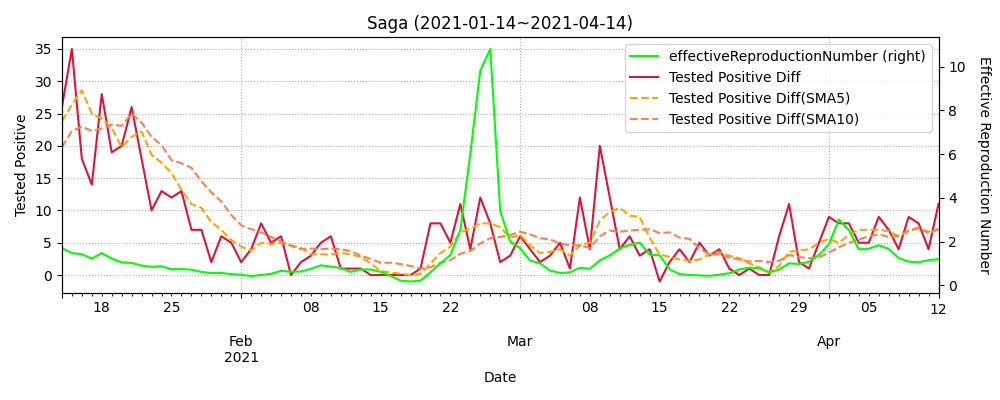 Saga (2021-01-14~2021-04-14)
effectiveReproductionNumber (right)
Tested Positive Diff
Tested Positive Diff(SMA5)
Tested Positive Diff(SMA10)
Tested Positive
35
30
25
20
15
10
5
0
Effective Reproduction Number
10
8
6
4
2
0
18 25 08 15 22 08 15 22 29 05 12
Feb Mar Apr
2021
Date